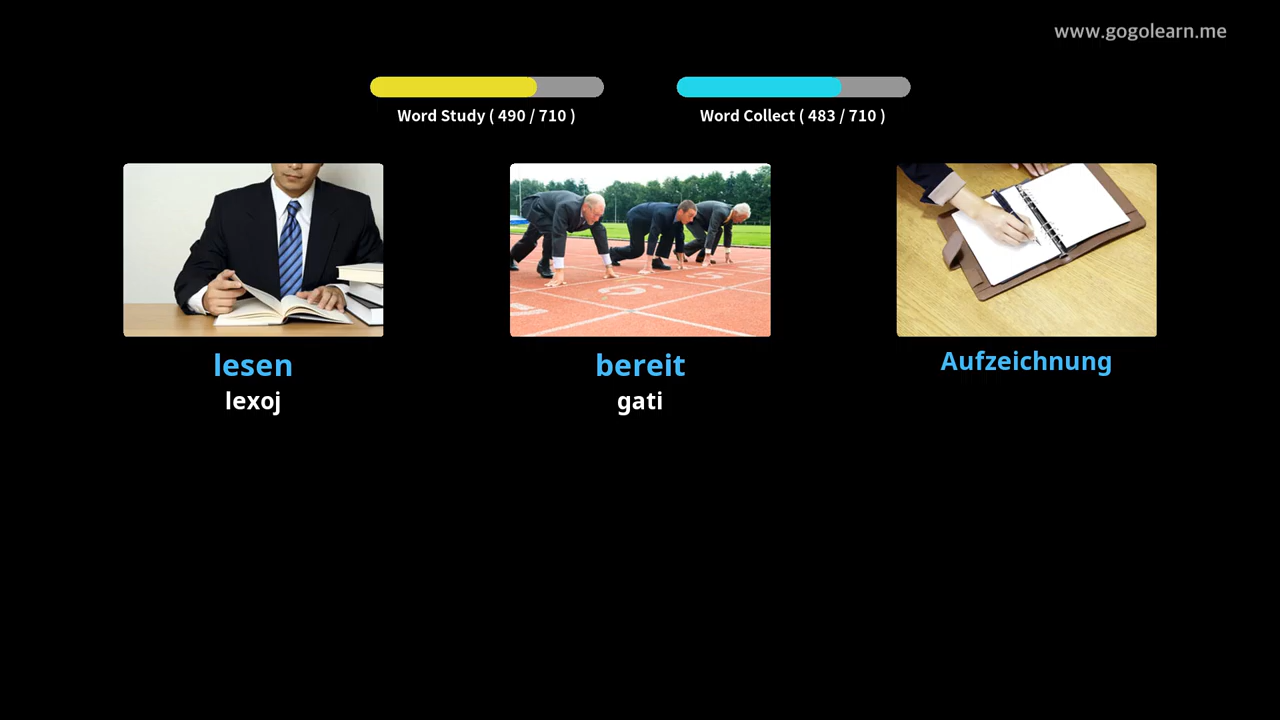 www.gogolearn.me
Word Study ( 490 / 710 )
Word Collect ( 483 / 710 )
lesen
lexoj
bereit
gati
Aufzeichnung